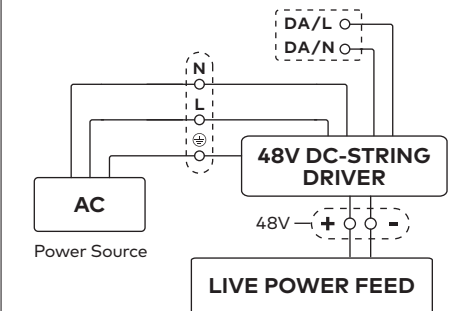 DA/L
DA/N
N
L
48V DC-STRING
DRIVER
AC
Power Source
48V + -
LIVE POWER FEED